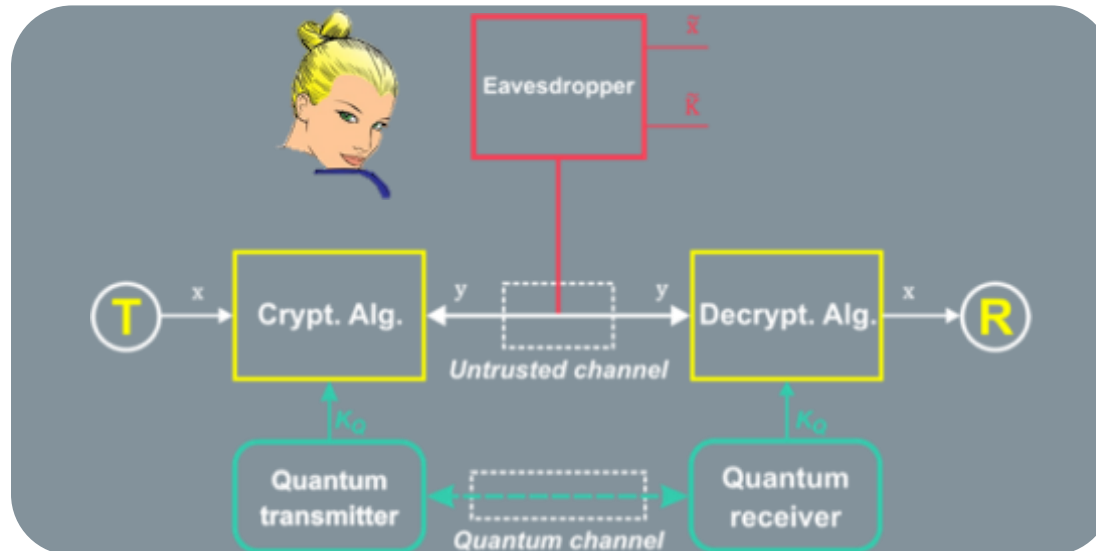 x̃
Eavesdropper
K̃
T
x
Crypt. Alg.
y
y
Decrypt. Alg.
x
R
Untrusted channel
K_Q
K_Q
Quantum
transmitter
Quantum
receiver
Quantum channel